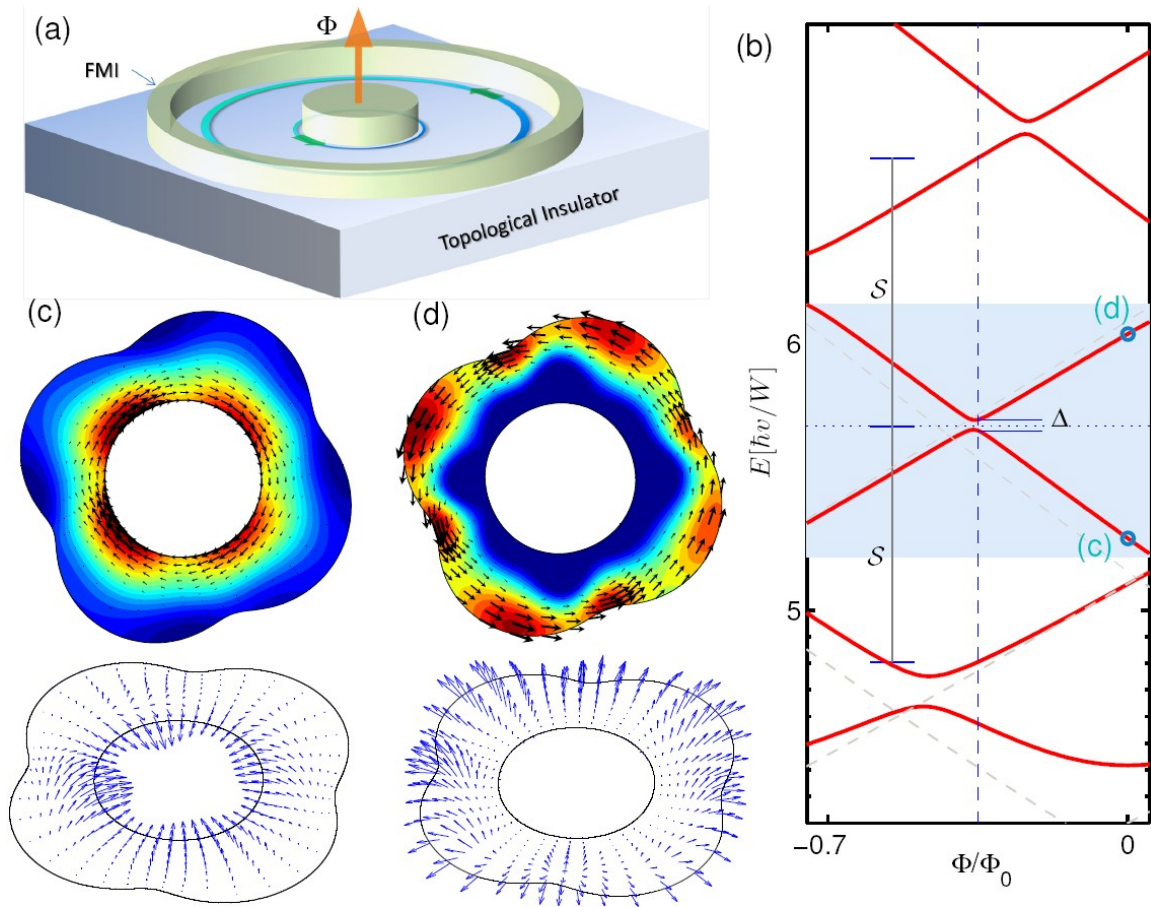 (a)
Φ
FMI
Topological Insulator
(b)
6
5
E[ħv/W]
S
S
Δ
(d)
(c)
−0.7
0
Φ/Φ₀
(c)
(d)